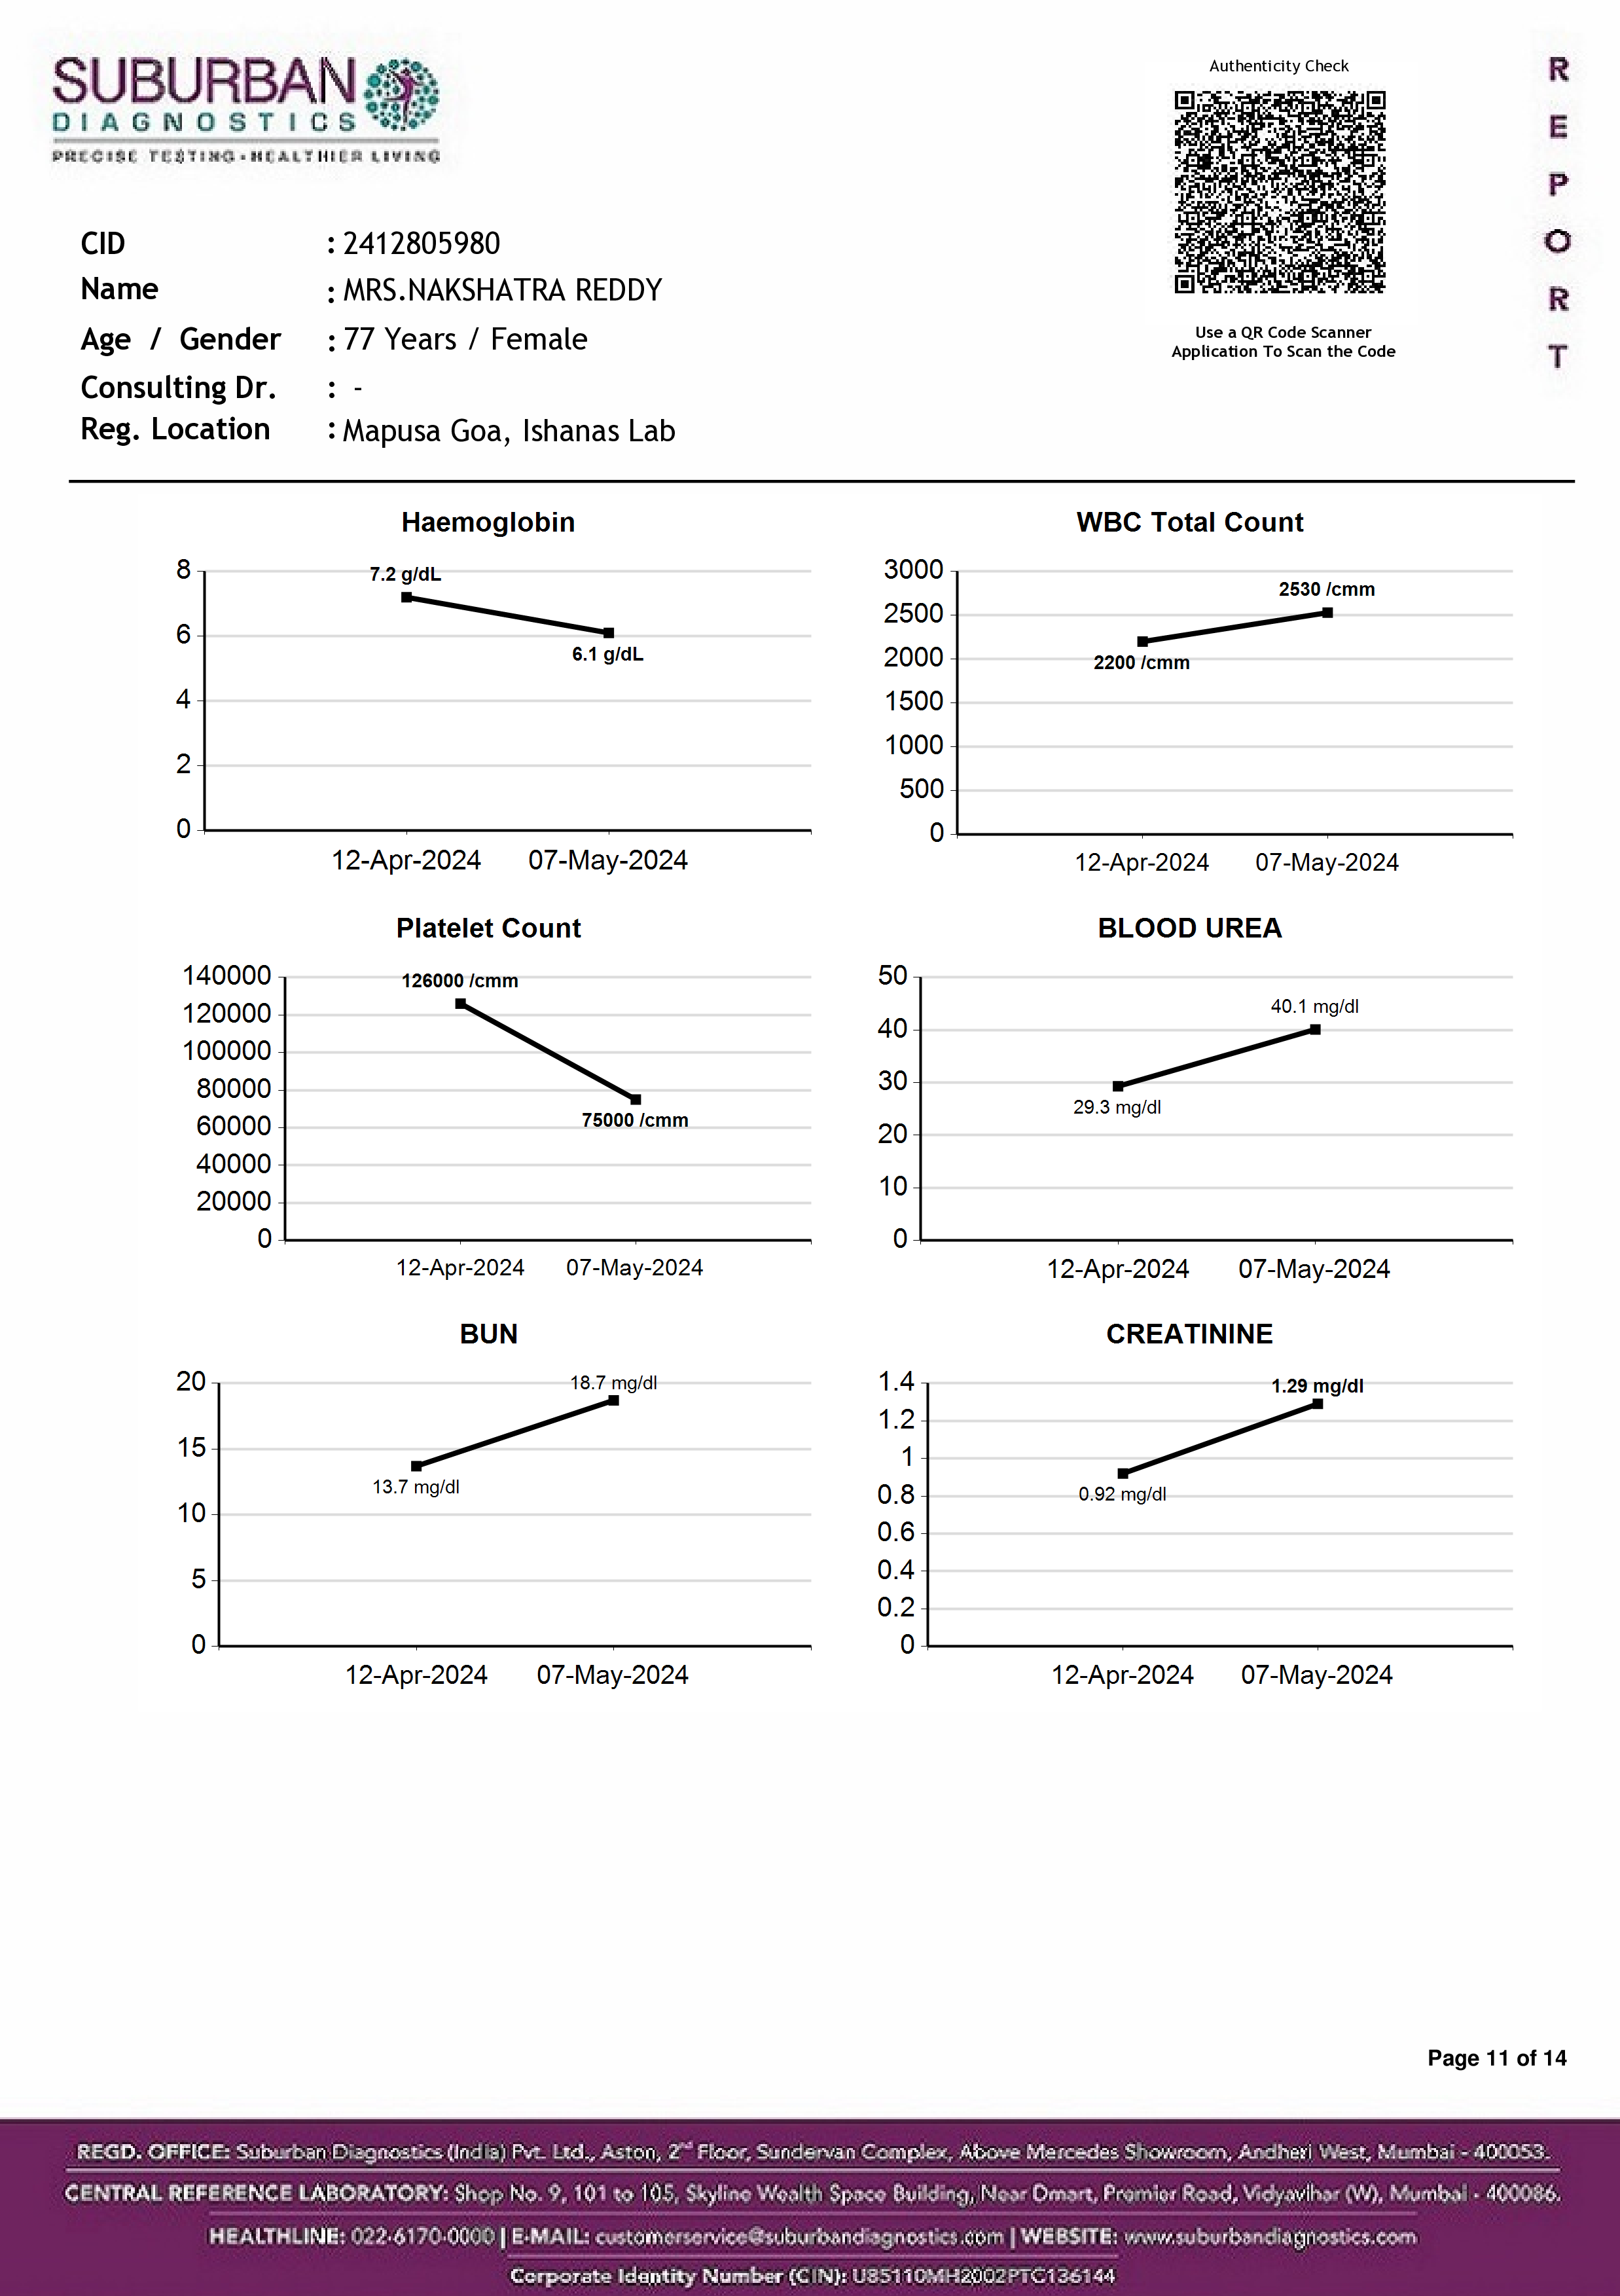 SUBURBAN
DIAGNOSTICS
PRECISE TESTING-HEALTHIER LIVING
Authenticity Check
REPORT
Use a QR Code Scanner
Application To Scan the Code
CID : 2412805980
Name : MRS.NAKSHATRA REDDY
Age / Gender : 77 Years / Female
Consulting Dr. : -
Reg. Location : Mapusa Goa, Ishanas Lab
Haemoglobin
8
6
4
2
0
7.2 g/dL
6.1 g/dL
12-Apr-2024 07-May-2024
WBC Total Count
3000
2500
2000
1500
1000
500
0
2530 /cmm
2200 /cmm
12-Apr-2024 07-May-2024
Platelet Count
140000
120000
100000
80000
60000
40000
20000
0
126000 /cmm
75000 /cmm
12-Apr-2024 07-May-2024
BLOOD UREA
50
40
30
20
10
0
40.1 mg/dl
29.3 mg/dl
12-Apr-2024 07-May-2024
BUN
20
15
10
5
0
18.7 mg/dl
13.7 mg/dl
12-Apr-2024 07-May-2024
CREATININE
1.4
1.2
1
0.8
0.6
0.4
0.2
0
1.29 mg/dl
0.92 mg/dl
12-Apr-2024 07-May-2024
Page 11 of 14
REGD. OFFICE: Suburban Diagnostics (India) Pvt. Ltd., Aston, 2nd Floor, Sundervan Complex, Above Mercedes Showroom, Andheri West, Mumbai - 400053.
CENTRAL REFERENCE LABORATORY: Shop No. 9, 101 to 105, Skyline Wealth Space Building, Near Dmart, Premier Road, Vidyavihar (W), Mumbai - 400086.
HEALTHLINE: 022-6170-0000 | E-MAIL: customerservice@suburbandiagnostics.com | WEBSITE: www.suburbandiagnostics.com
Corporate Identity Number (CIN): U85110MH2002PTC136144